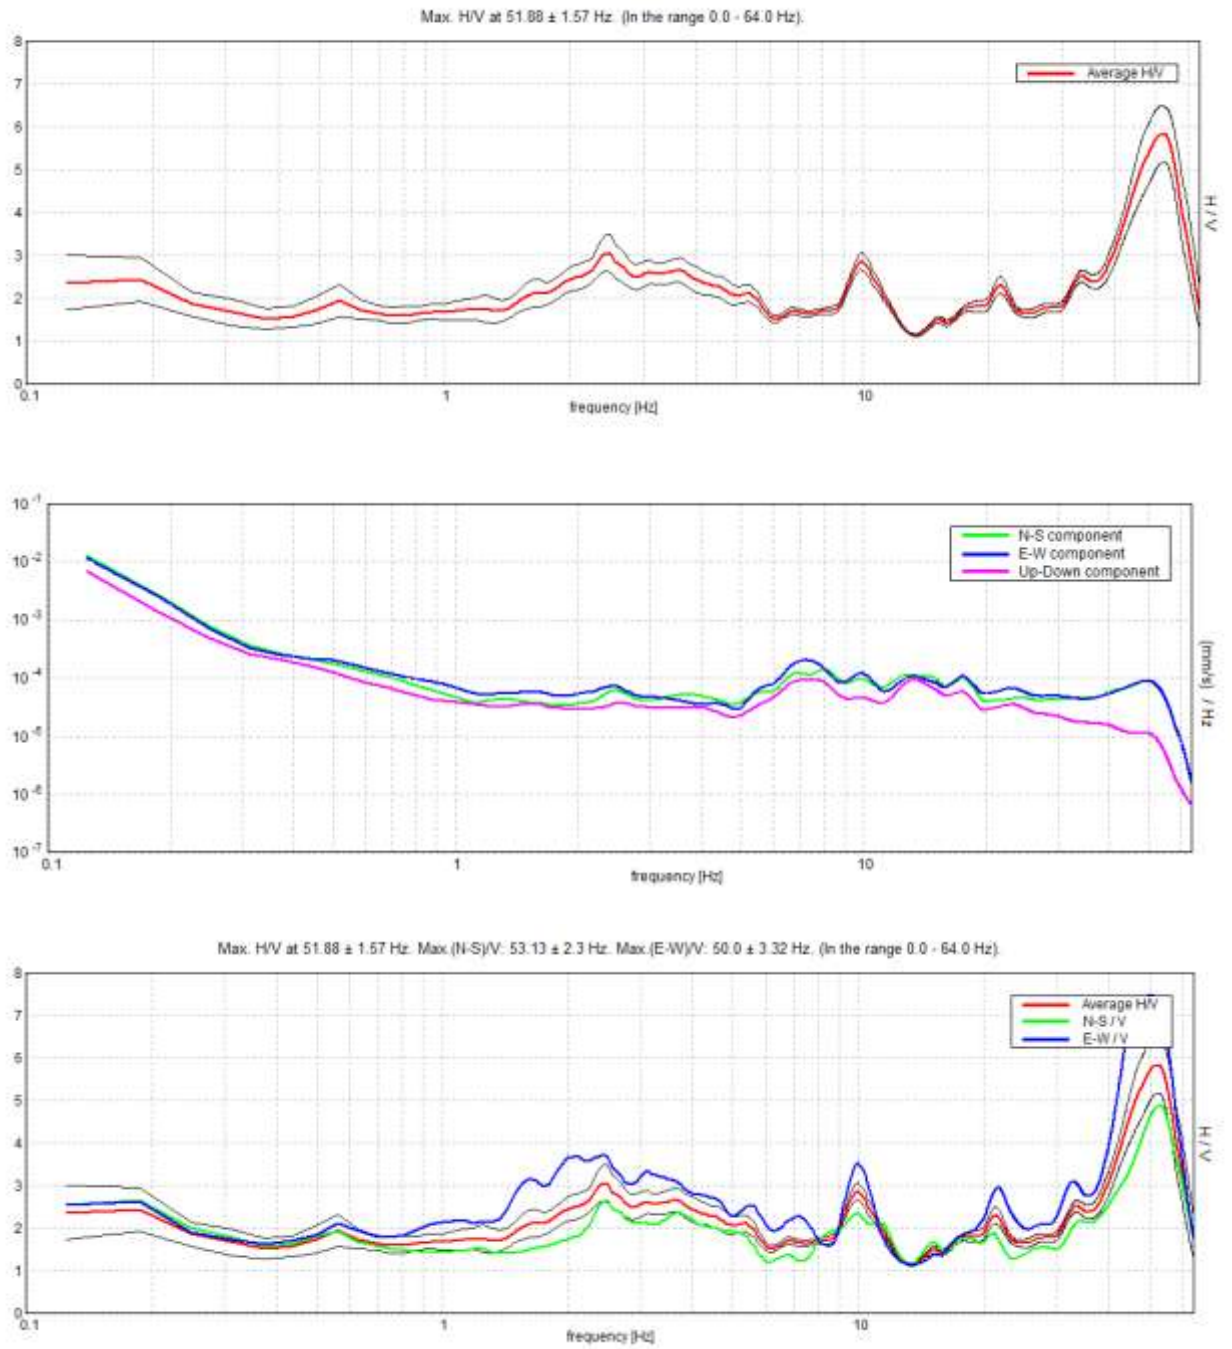 Max. H/V at 51.88 ± 1.57 Hz. (In the range 0.0 - 64.0 Hz).
8
7
6
5
4
3
2
1
0
Average H/V
H / V
0.1
1
10
frequency [Hz]
10⁻¹
10⁻²
10⁻³
10⁻⁴
10⁻⁵
10⁻⁶
10⁻⁷
N-S component
E-W component
Up-Down component
(mm/s) / Hz
0.1
1
10
frequency [Hz]
Max. H/V at 51.88 ± 1.57 Hz. Max.(N-S)/V: 53.13 ± 2.3 Hz. Max.(E-W)/V: 50.0 ± 3.32 Hz. (In the range 0.0 - 64.0 Hz).
8
7
6
5
4
3
2
1
0
Average H/V
N-S / V
E-W / V
H / V
0.1
1
10
frequency [Hz]